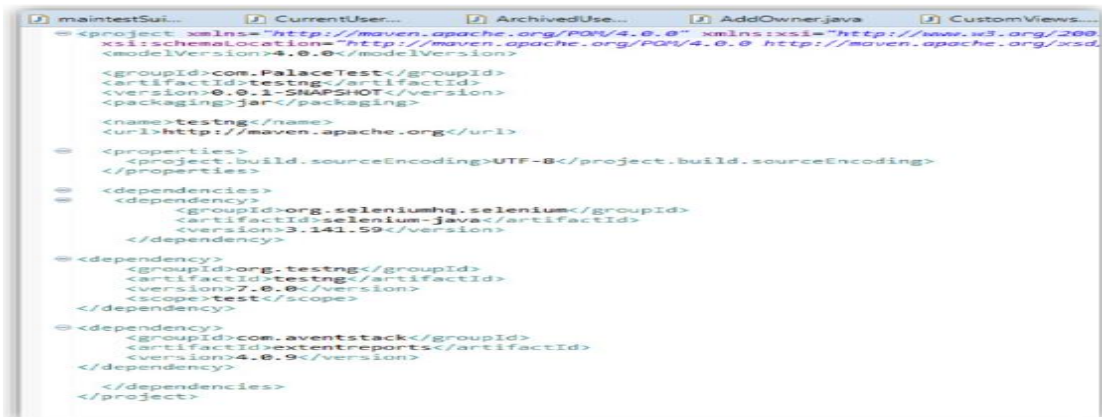 maintestSui... CurrentUser... ArchivedUse... AddOwner.java CustomViews....
<project xmlns="http://maven.apache.org/POM/4.0.0" xmlns:xsi="http://www.w3.org/200
xsi:schemaLocation="http://maven.apache.org/POM/4.0.0 http://maven.apache.org/xsd
<modelVersion>4.0.0</modelVersion>
<groupId>com.PalaceTest</groupId>
<artifactId>testng</artifactId>
<version>0.0.1-SNAPSHOT</version>
<packaging>jar</packaging>
<name>testng</name>
<url>http://maven.apache.org</url>
<properties>
<project.build.sourceEncoding>UTF-8</project.build.sourceEncoding>
</properties>
<dependencies>
<dependency>
<groupId>org.seleniumhq.selenium</groupId>
<artifactId>selenium-java</artifactId>
<version>3.141.59</version>
</dependency>
<dependency>
<groupId>org.testng</groupId>
<artifactId>testng</artifactId>
<version>7.0.0</version>
<scope>test</scope>
</dependency>
<dependency>
<groupId>com.aventstack</groupId>
<artifactId>extentreports</artifactId>
<version>4.0.9</version>
</dependency>
</dependencies>
</project>